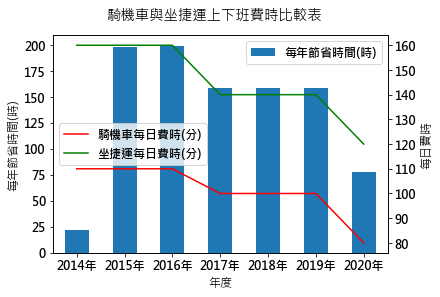 騎機車與坐捷運上下班費時比較表
每年節省時間(時)
200
175
150
125
100
75
50
25
0
每年節省時間(時)
騎機車每日費時(分)
坐捷運每日費時(分)
160
150
140
130
120
110
100
90
80
每日費時
2014年 2015年 2016年 2017年 2018年 2019年 2020年
年度